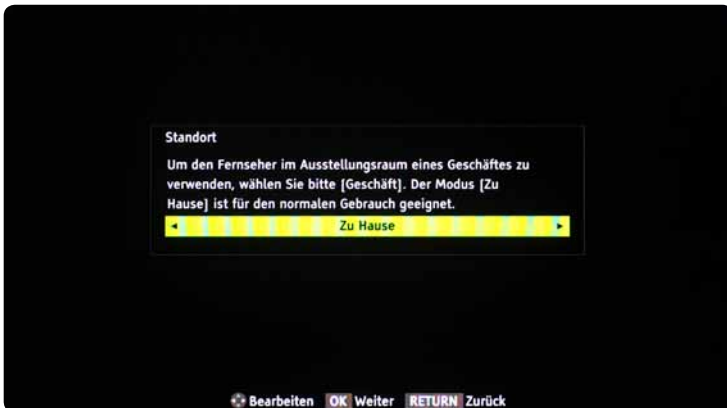 Standort
Um den Fernseher im Ausstellungsraum eines Geschäftes zu
verwenden, wählen Sie bitte [Geschäft]. Der Modus [Zu
Hause] ist für den normalen Gebrauch geeignet.
Zu Hause
Bearbeiten OK Weiter RETURN Zurück